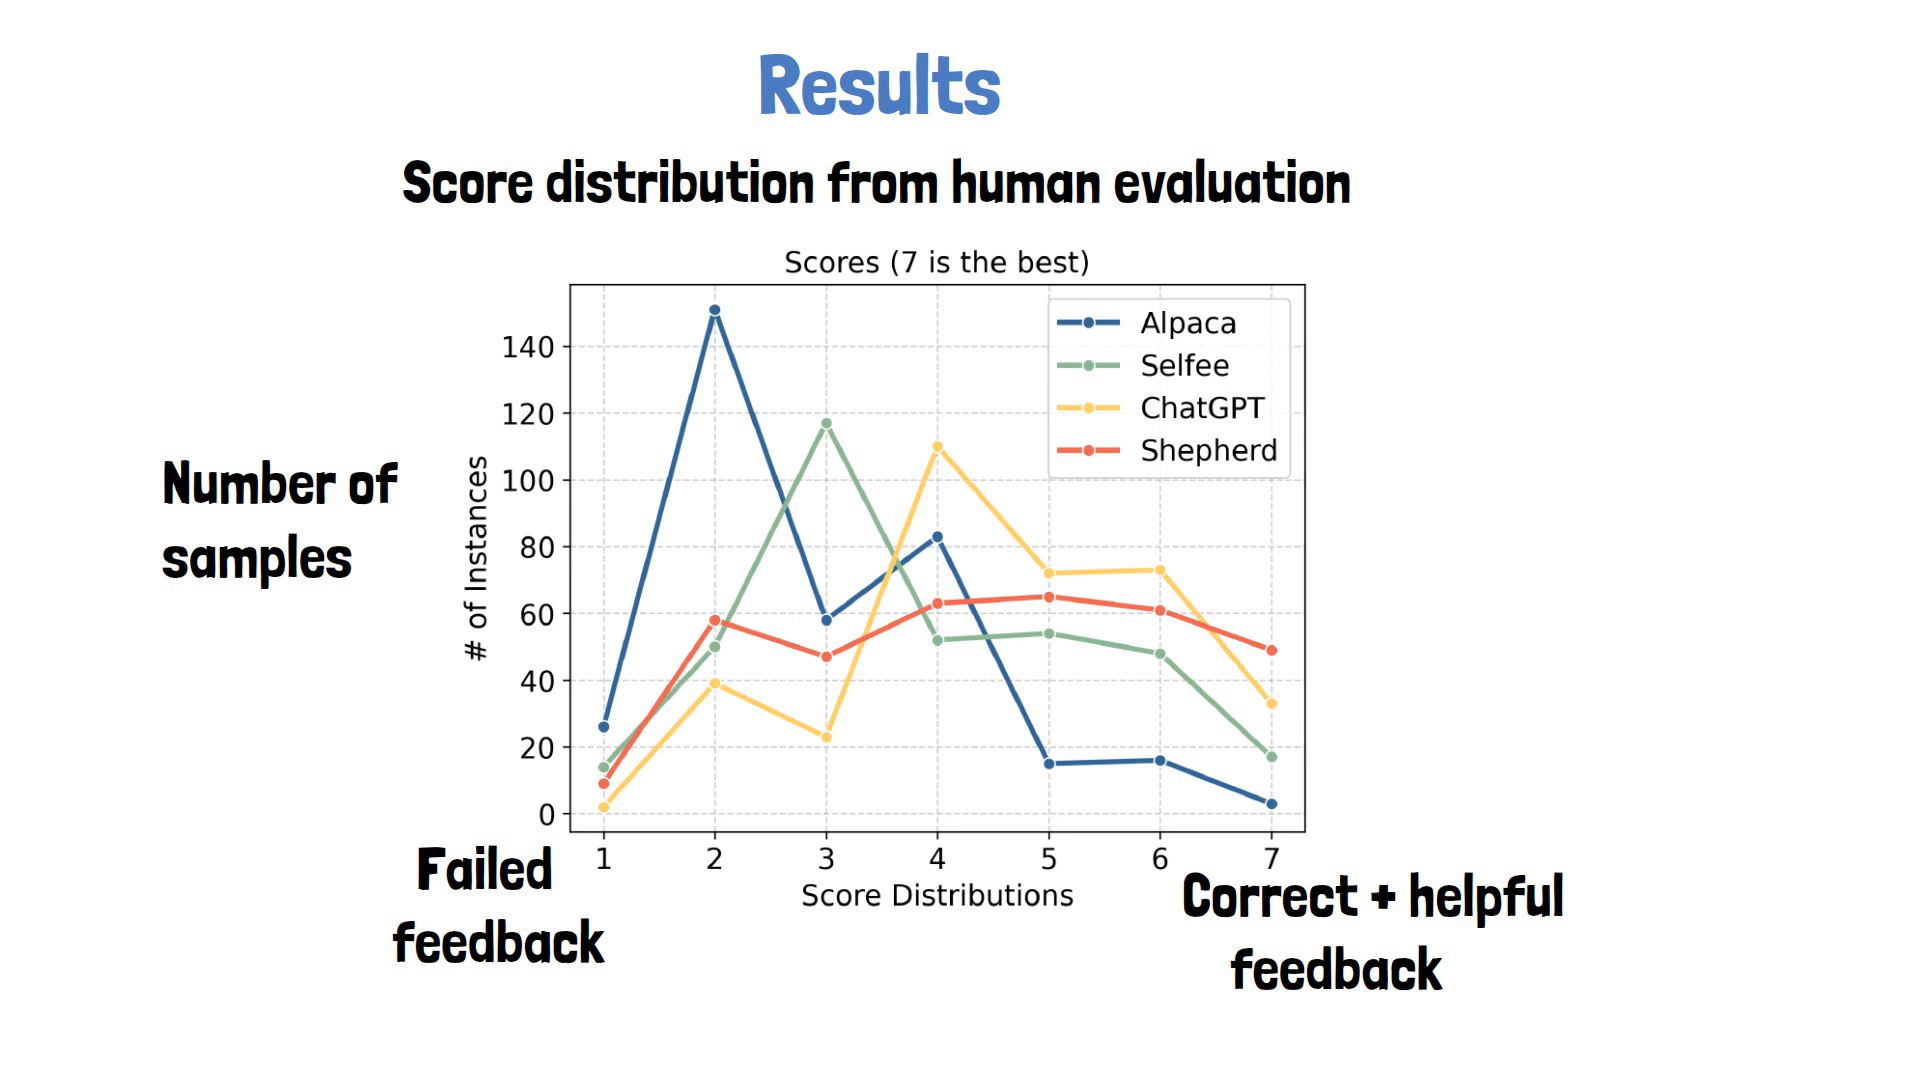 Results
Score distribution from human evaluation
Scores (7 is the best)
Alpaca
Selfee
ChatGPT
Shepherd
140
120
100
80
60
40
20
0
# of Instances
Number of
samples
1 2 3 4 5 6 7
Score Distributions
Failed
feedback
Correct + helpful
feedback